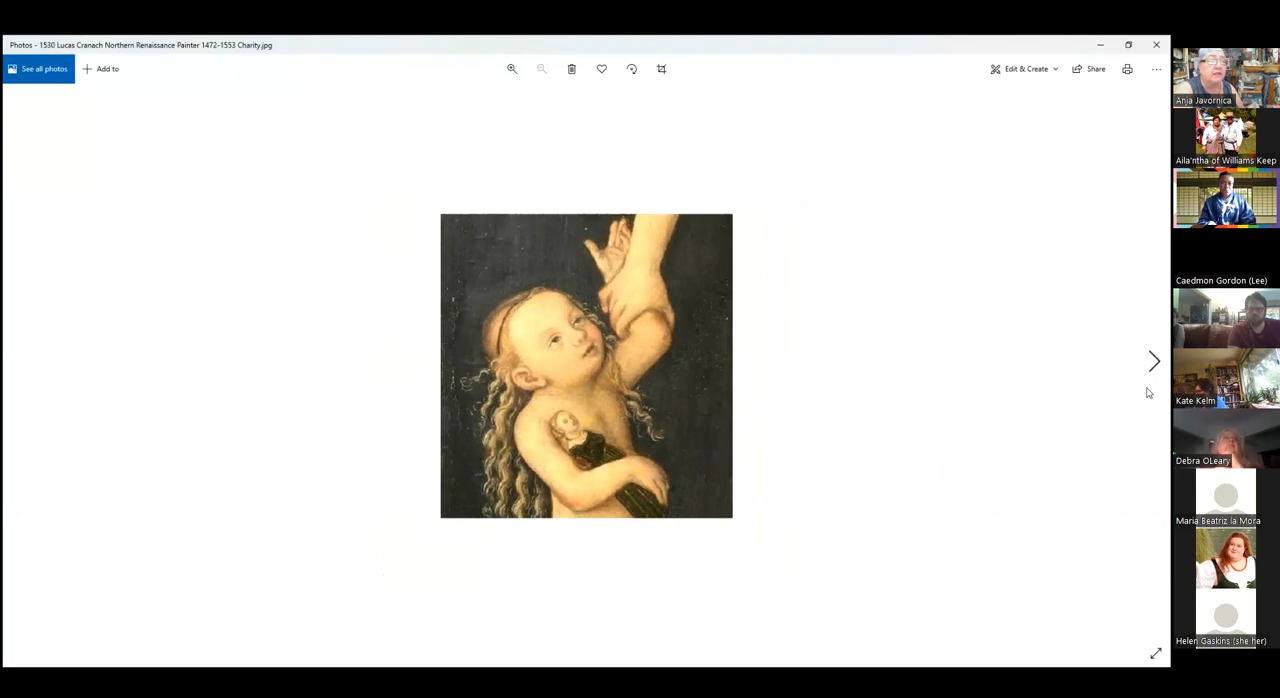 Photos - 1530 Lucas Cranach Northern Renaissance Painter 1472-1553 Charity.jpg
See all photos
Add to
Edit & Create
Share
Anja Javornica
Aila'ntha of Williams Keep
Caedmon Gordon (Lee)
Kate Kelm
Debra OLeary
Maria Beatriz la Mora
Helen Gaskins (she her)